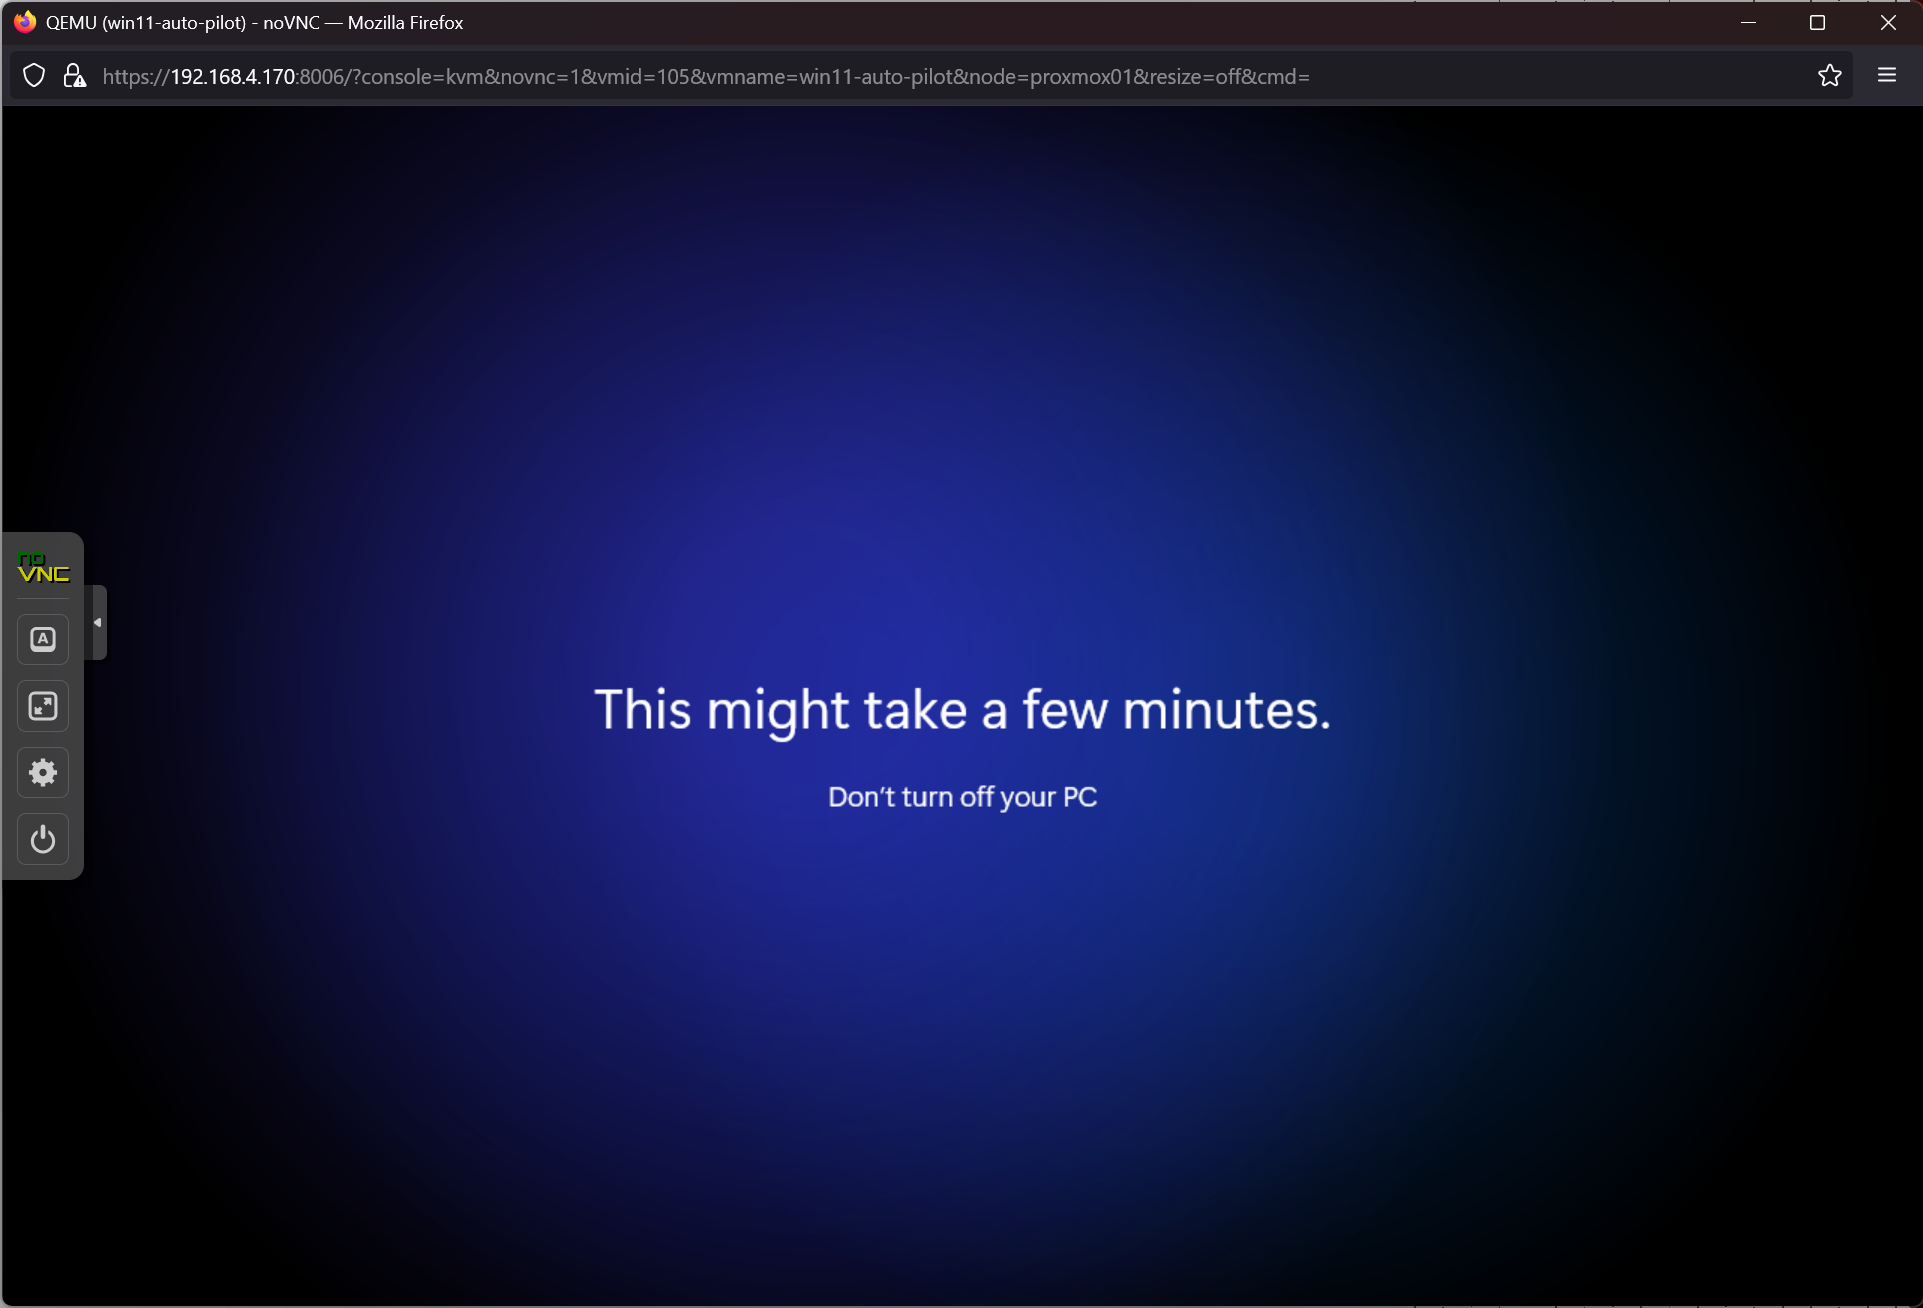 QEMU (win11-auto-pilot) - noVNC — Mozilla Firefox
https://192.168.4.170:8006/?console=kvm&novnc=1&vmid=105&vmname=win11-auto-pilot&node=proxmox01&resize=off&cmd=
no
VNC
A
This might take a few minutes.
Don't turn off your PC